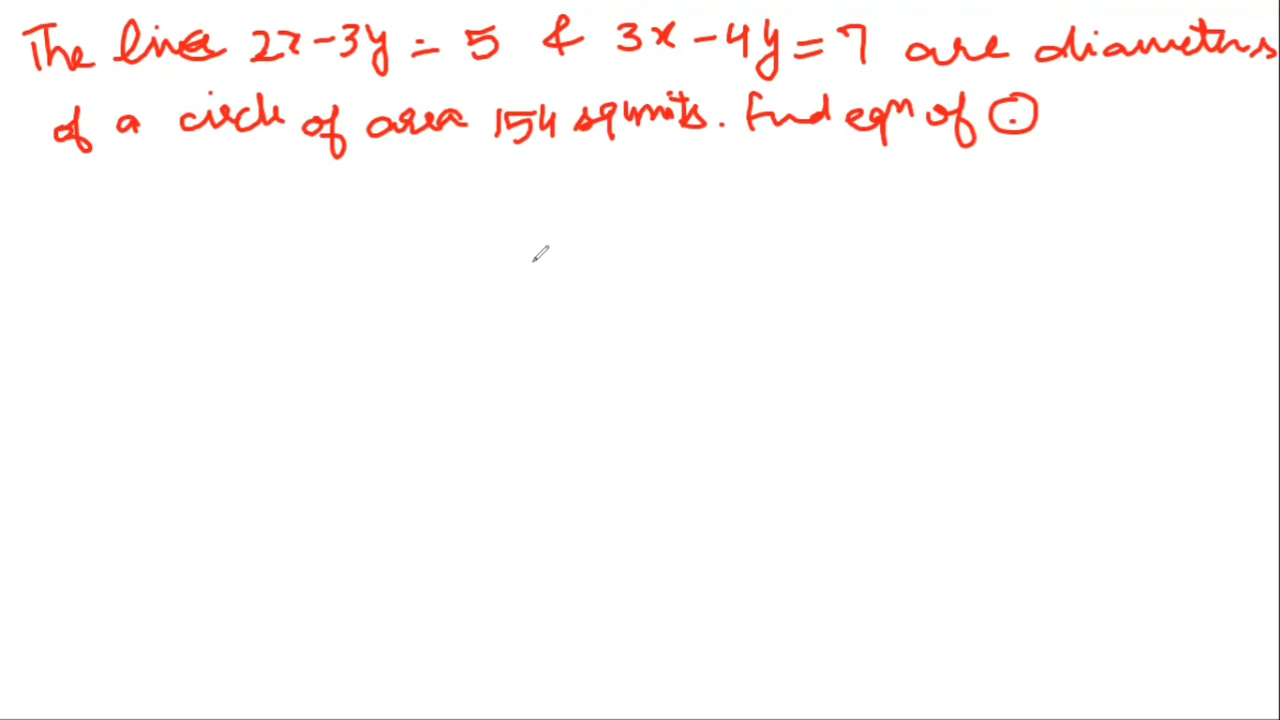 The lines 2x-3y = 5 & 3x-4y=7 are diameters
of a circle of area 154 sq units. Find eqn of ⊙